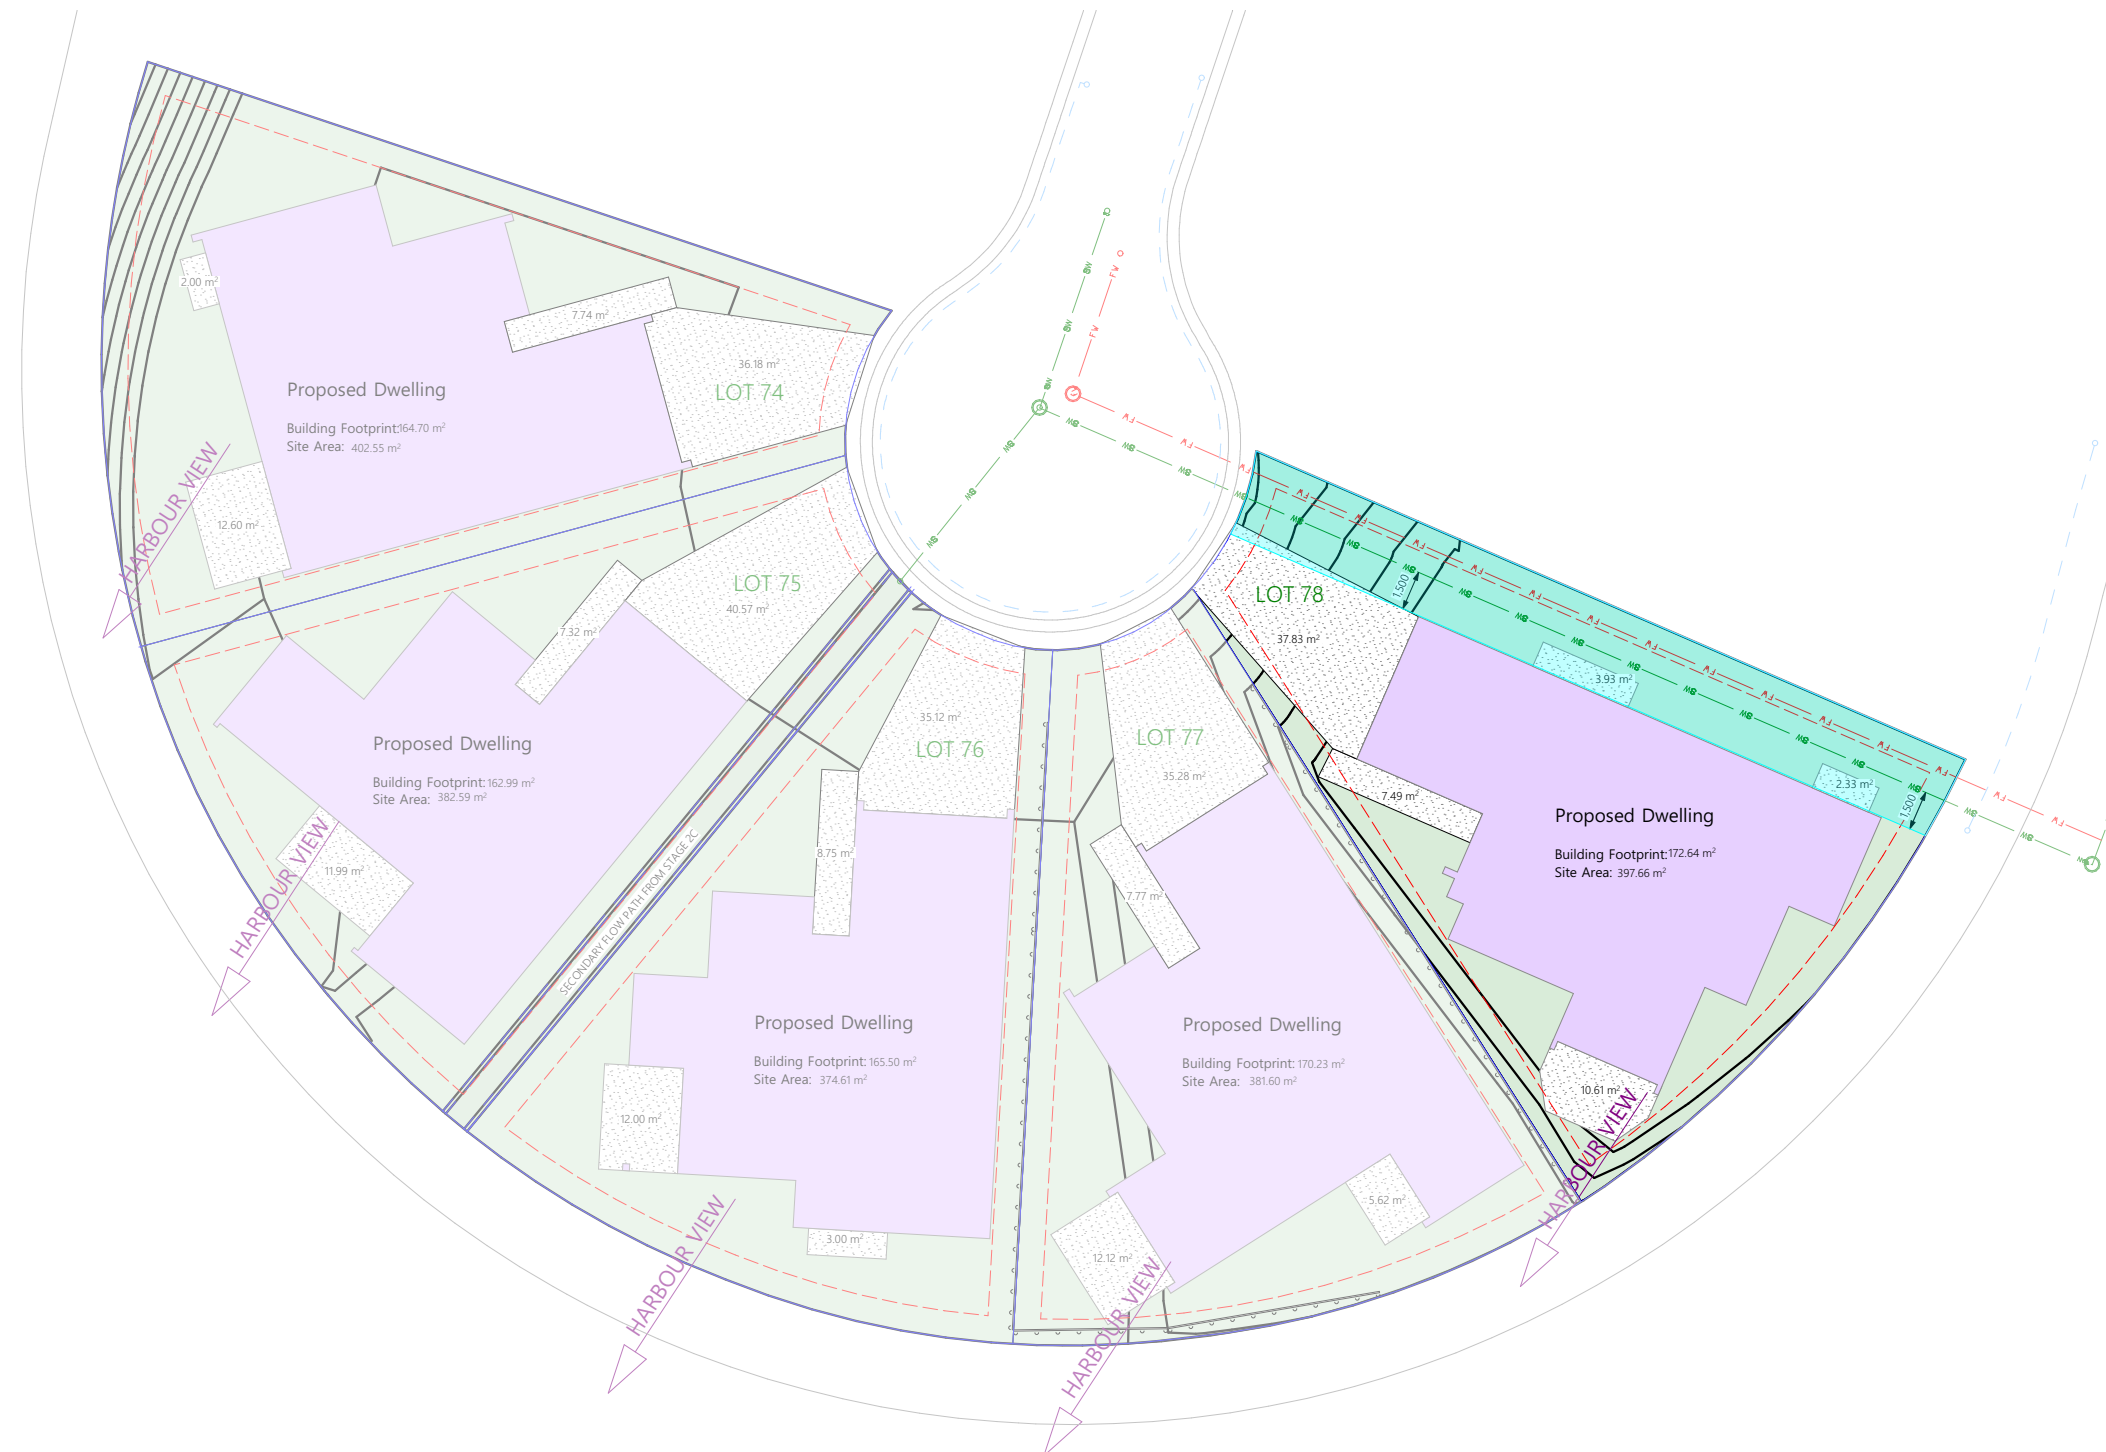 2.00 m²
7.74 m²
36.18 m²
LOT 74
Proposed Dwelling
Building Footprint: 164.70 m²
Site Area: 402.55 m²
12.60 m²
HARBOUR VIEW
LOT 75
40.57 m²
7.32 m²
Proposed Dwelling
Building Footprint: 162.99 m²
Site Area: 382.59 m²
11.99 m²
HARBOUR VIEW
SECONDARY FLOW PATH FROM STAGE 2C
35.12 m²
LOT 76
8.75 m²
Proposed Dwelling
Building Footprint: 165.50 m²
Site Area: 374.61 m²
12.00 m²
3.00 m²
HARBOUR VIEW
LOT 77
35.28 m²
7.77 m²
Proposed Dwelling
Building Footprint: 170.23 m²
Site Area: 381.60 m²
5.62 m²
12.12 m²
HARBOUR VIEW
LOT 78
37.83 m²
1,500
3.93 m²
2.33 m²
1,500
7.49 m²
Proposed Dwelling
Building Footprint: 172.64 m²
Site Area: 397.66 m²
10.61 m²
HARBOUR VIEW
FW
FW
SW
SW
SW